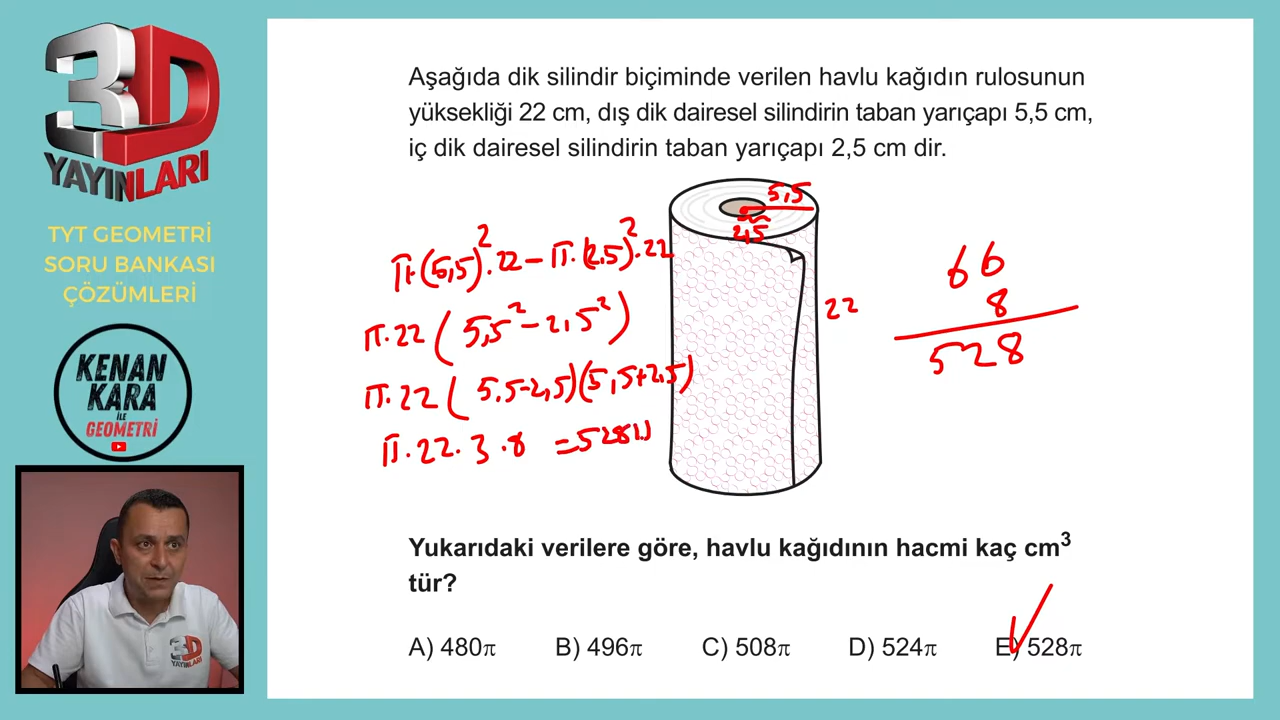 3D
YAYINLARI
TYT GEOMETRİ
SORU BANKASI
ÇÖZÜMLERİ
KENAN
KARA
İLE
GEOMETRİ
3D
YAYINLARI
Aşağıda dik silindir biçiminde verilen havlu kağıdın rulosunun
yüksekliği 22 cm, dış dik dairesel silindirin taban yarıçapı 5,5 cm,
iç dik dairesel silindirin taban yarıçapı 2,5 cm dir.
5,5
2,5
22
π.(5,5)².22 - π.(2,5)².22
π.22 (5,5² - 2,5²)
π.22 (5,5-2,5)(5,5+2,5)
π.22.3.8 = 528π
66
8
528
Yukarıdaki verilere göre, havlu kağıdının hacmi kaç cm³
tür?
A) 480π B) 496π C) 508π D) 524π E) 528π